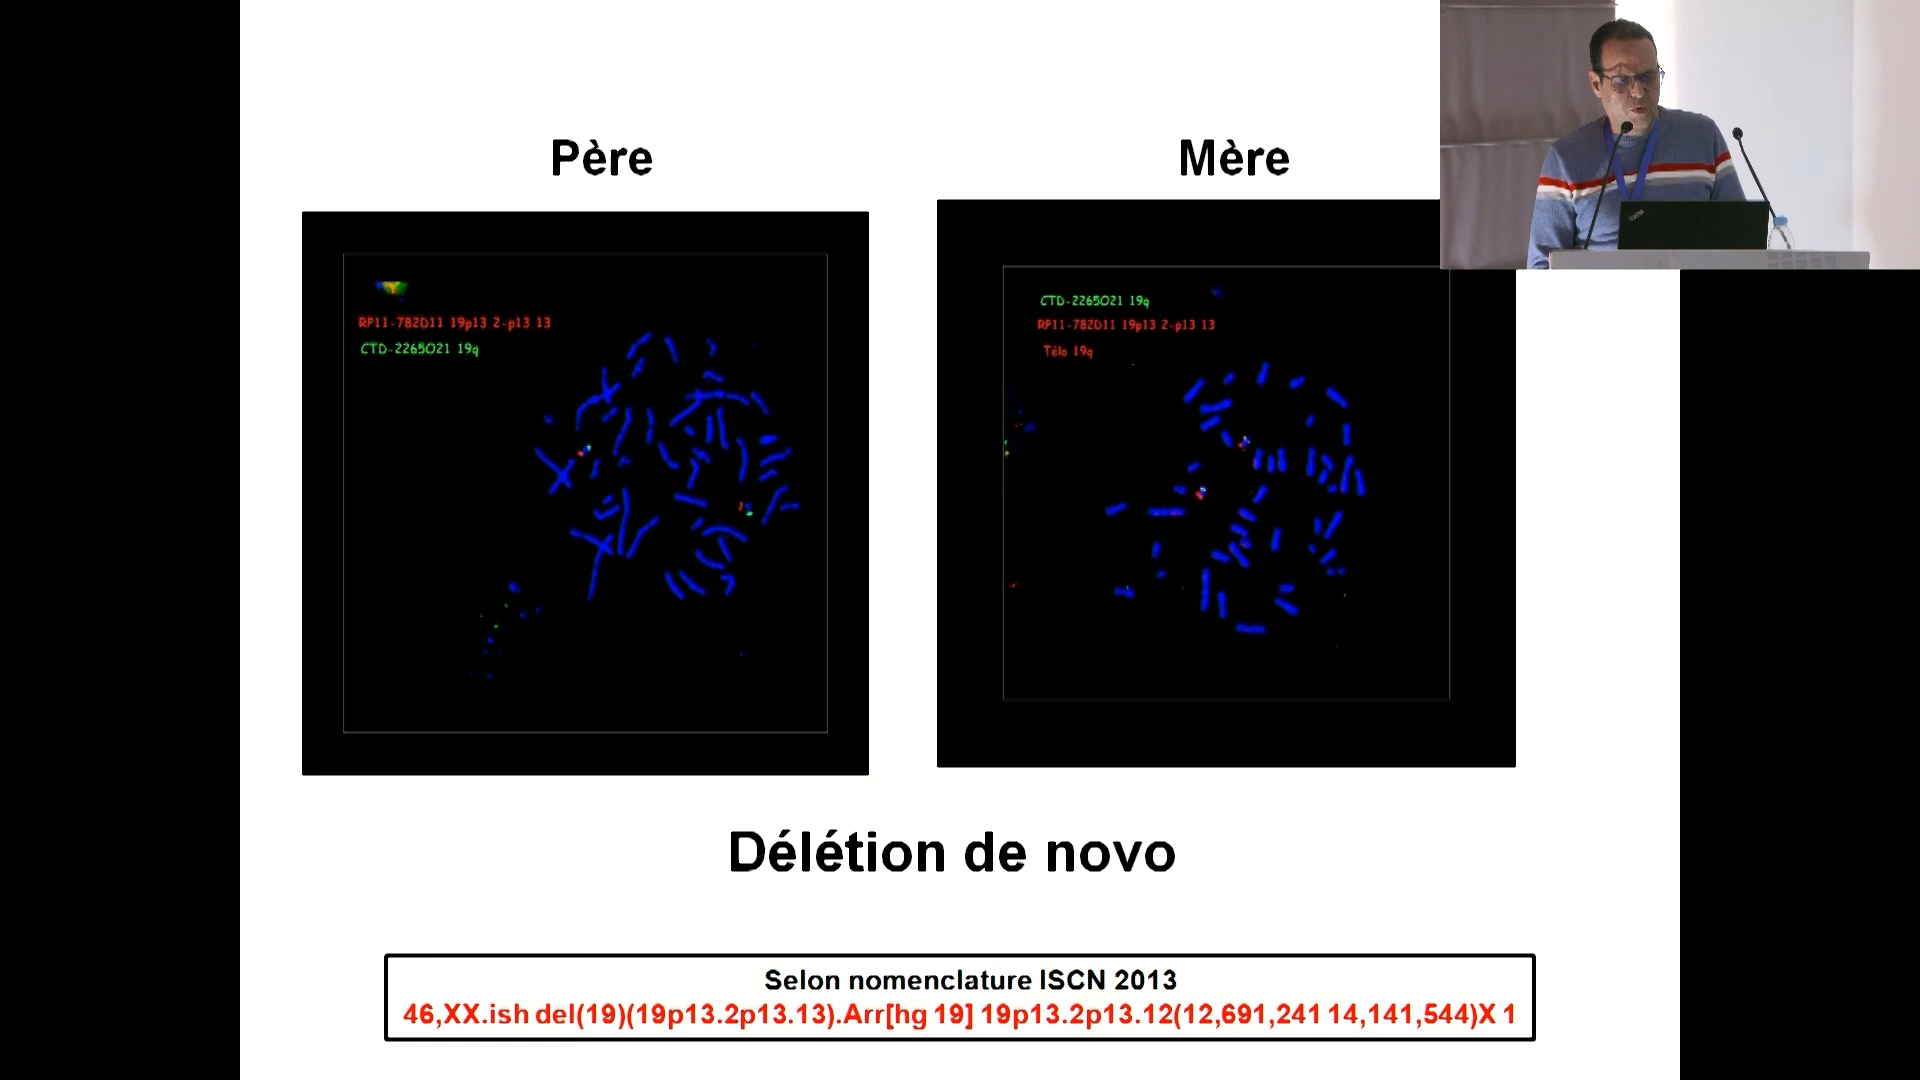 Père
Mère
RP11-782D11 19p13 2-p13 13
CTD-2265O21 19q
CTD-2265O21 19q
RP11-782D11 19p13 2-p13 13
Télo 19q
Délétion de novo
Selon nomenclature ISCN 2013
46,XX.ish del(19)(19p13.2p13.13).Arr[hg 19] 19p13.2p13.12(12,691,241 14,141,544)X 1